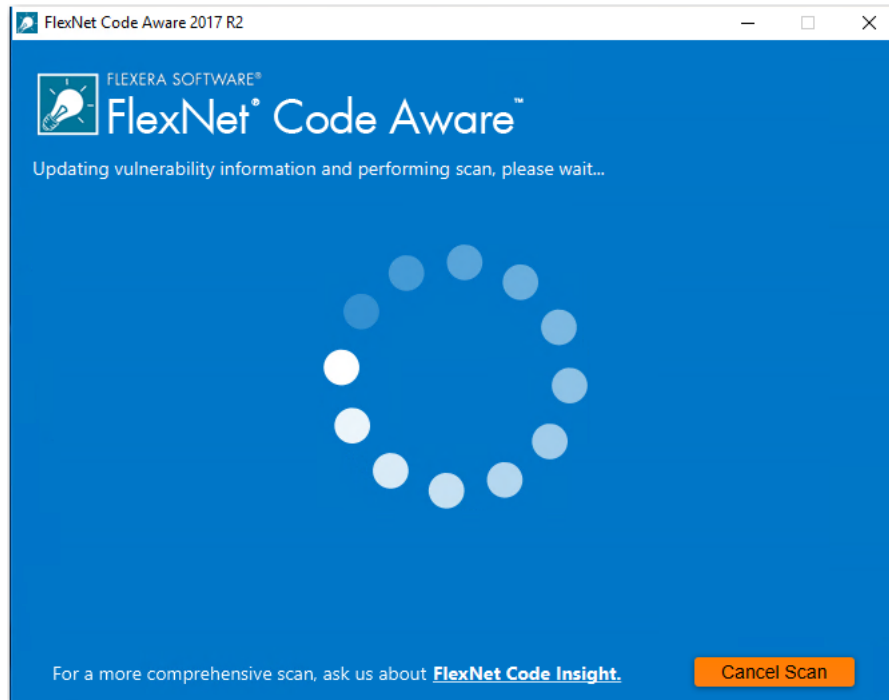 FlexNet Code Aware 2017 R2
FLEXERA SOFTWARE®
FlexNet® Code Aware™
Updating vulnerability information and performing scan, please wait...
For a more comprehensive scan, ask us about FlexNet Code Insight.
Cancel Scan